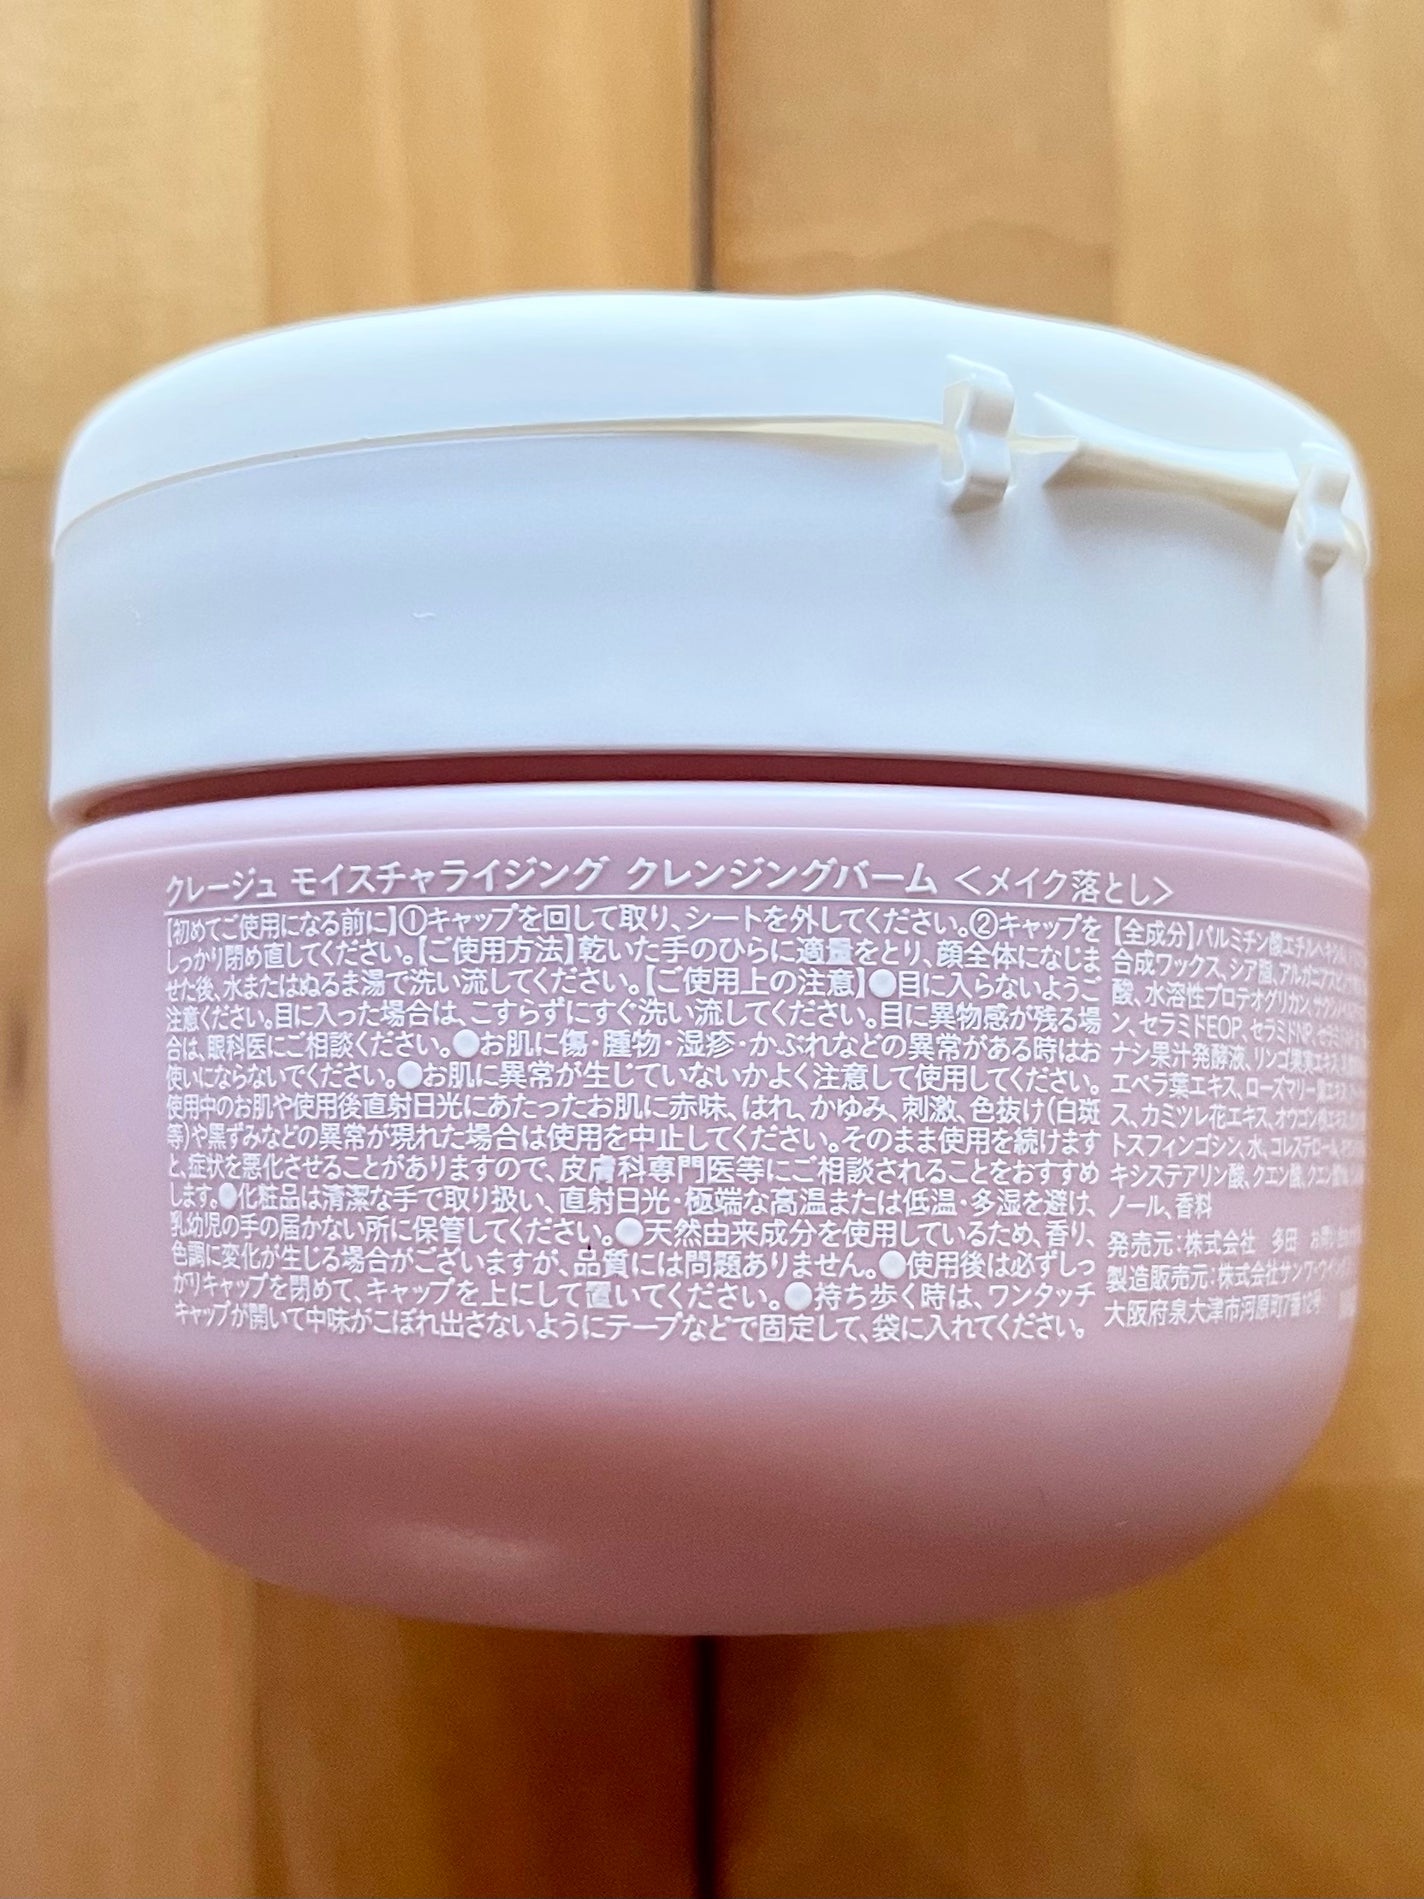 クレージュ モイスチャライジング クレンジングバーム <メイク落とし>
【初めてご使用になる前に】①キャップを回して取り、シートを外してください。②キャップを
しっかり閉め直してください。【ご使用方法】乾いた手のひらに適量をとり、顔全体になじま
せた後、水またはぬるま湯で洗い流してください。【ご使用上の注意】●目に入らないようご
注意ください。目に入った場合は、こすらずにすぐ洗い流してください。目に異物感が残る場
合は、眼科医にご相談ください。●お肌に傷・腫物・湿疹・かぶれなどの異常がある時はお
使いにならないでください。●お肌に異常が生じていないかよく注意して使用してください。
使用中のお肌や使用後直射日光にあたったお肌に赤味、はれ、かゆみ、刺激、色抜け(白斑
等)や黒ずみなどの異常が現れた場合は使用を中止してください。そのまま使用を続けます
と、症状を悪化させることがありますので、皮膚科専門医等にご相談されることをおすすめ
します。●化粧品は清潔な手で取り扱い、直射日光・極端な高温または低温・多湿を避け、
乳幼児の手の届かない所に保管してください。●天然由来成分を使用しているため、香り、
色調に変化が生じる場合がございますが、品質には問題ありません。●使用後は必ずしっ
かりキャップを閉めて、キャップを上にして置いてください。●持ち歩く時は、ワンタッチ
キャップが開いて中味がこぼれ出さないようにテープなどで固定して、袋に入れてください。
【全成分】パルミチン酸エチルヘキシル、
合成ワックス、シア脂、
酸、水溶性プロテオグリカン、
ン、セラミドEOP、セラミドNP、
ナシ果汁発酵液、リンゴ果実エキス、
エベラ葉エキス、ローズマリー葉エキス、
ス、カミツレ花エキス、オウゴン根エキス、
トスフィンゴシン、水、コレステロール、
キシステアリン酸、クエン酸、
ノール、香料
発売元：株式会社 多田
製造販売元：株式会社
大阪府泉大津市河原町7番12号